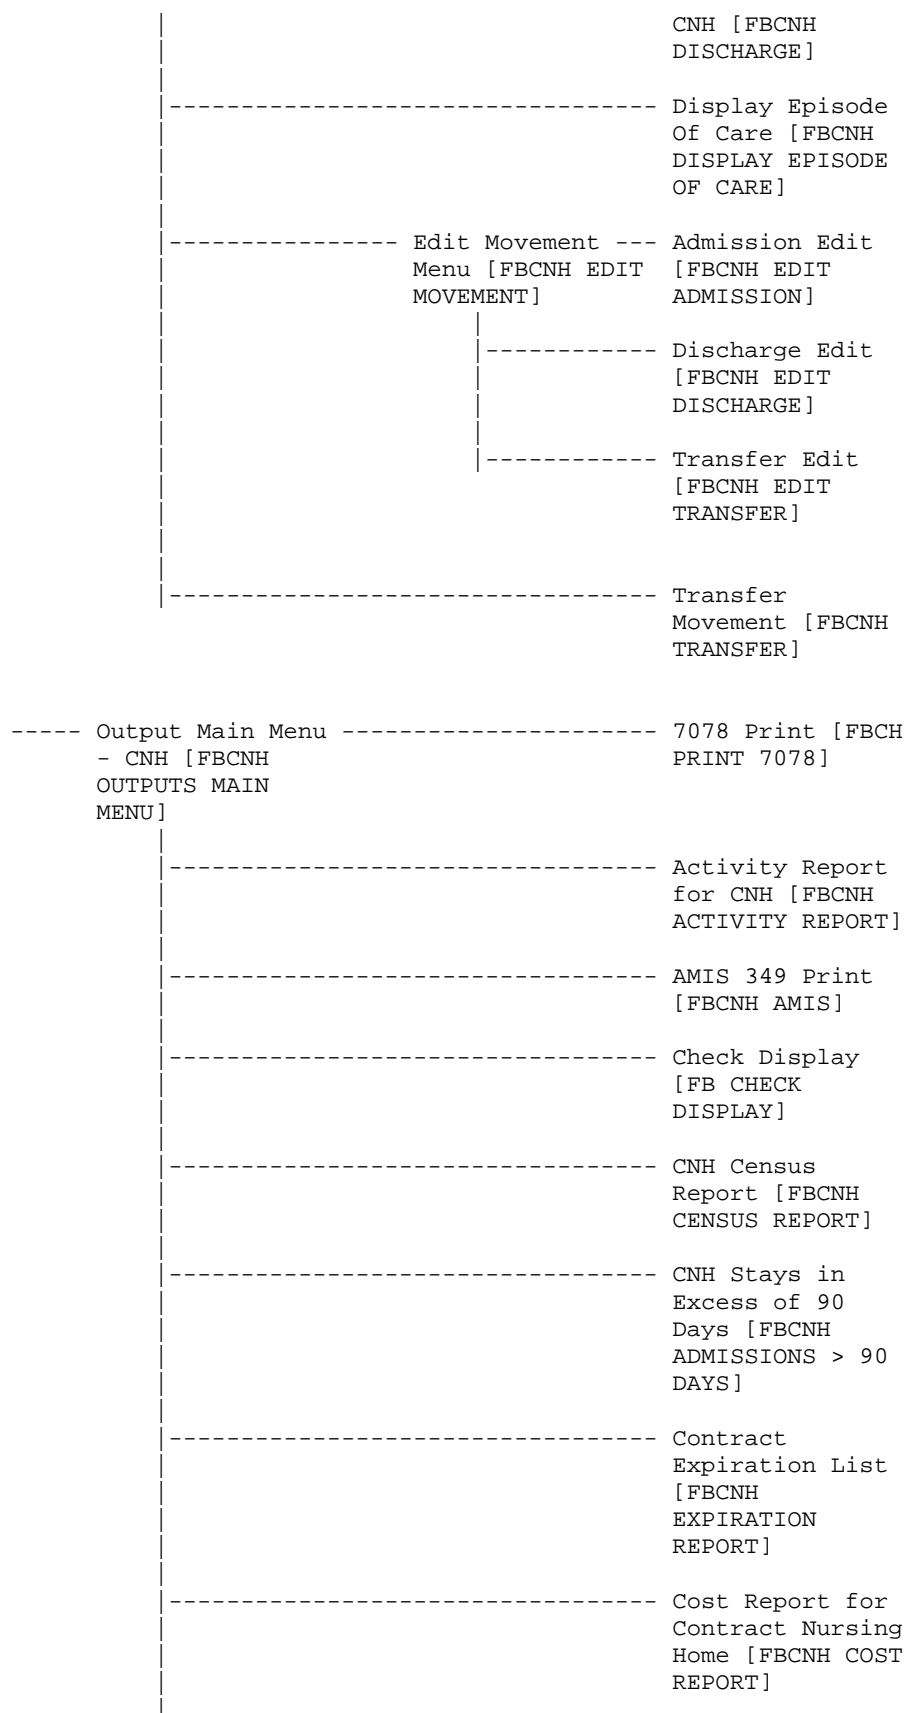 |                                  CNH [FBCNH
|                                  DISCHARGE]
|
|---------------------------------- Display Episode
|                                  Of Care [FBCNH
|                                  DISPLAY EPISODE
|                                  OF CARE]
|
|---------------- Edit Movement --- Admission Edit
|                Menu [FBCNH EDIT  [FBCNH EDIT
|                MOVEMENT]         ADMISSION]
|                    |
|                    |------------ Discharge Edit
|                    |             [FBCNH EDIT
|                    |             DISCHARGE]
|                    |
|                    |------------ Transfer Edit
|                                  [FBCNH EDIT
|                                  TRANSFER]
|
|
|---------------------------------- Transfer
                                   Movement [FBCNH
                                   TRANSFER]
----- Output Main Menu ---------------------- 7078 Print [FBCH
- CNH [FBCNH                       PRINT 7078]
OUTPUTS MAIN
MENU]
|
|---------------------------------- Activity Report
|                                  for CNH [FBCNH
|                                  ACTIVITY REPORT]
|
|---------------------------------- AMIS 349 Print
|                                  [FBCNH AMIS]
|
|---------------------------------- Check Display
|                                  [FB CHECK
|                                  DISPLAY]
|
|---------------------------------- CNH Census
|                                  Report [FBCNH
|                                  CENSUS REPORT]
|
|---------------------------------- CNH Stays in
|                                  Excess of 90
|                                  Days [FBCNH
|                                  ADMISSIONS > 90
|                                  DAYS]
|
|---------------------------------- Contract
|                                  Expiration List
|                                  [FBCNH
|                                  EXPIRATION
|                                  REPORT]
|
|---------------------------------- Cost Report for
|                                  Contract Nursing
|                                  Home [FBCNH COST
|                                  REPORT]
|